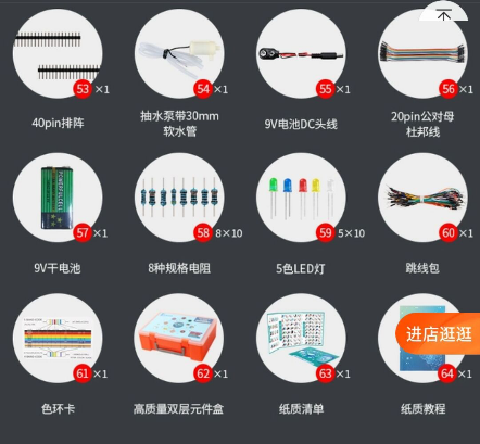 53 ×1
54 ×1
55 ×1
56 ×1
40pin排阵
抽水泵带30mm
软水管
9V电池DC头线
20pin公对母
杜邦线
57 ×1
58 8×10
59 5×10
60 ×1
9V干电池
8种规格电阻
5色LED灯
跳线包
进店逛逛
61 ×1
62 ×1
63 ×1
64 ×1
色环卡
高质量双层元件盒
纸质清单
纸质教程